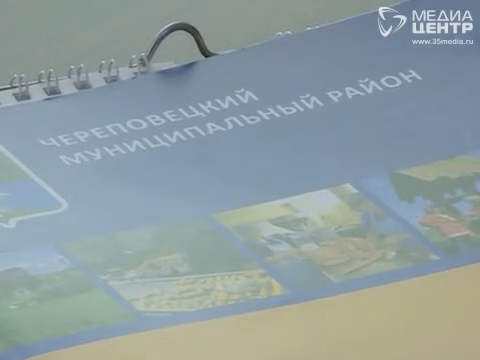 МЕДИА
ЦЕНТР
www.35media.ru
ЧЕРЕПОВЕЦКИЙ
МУНИЦИПАЛЬНЫЙ РАЙОН